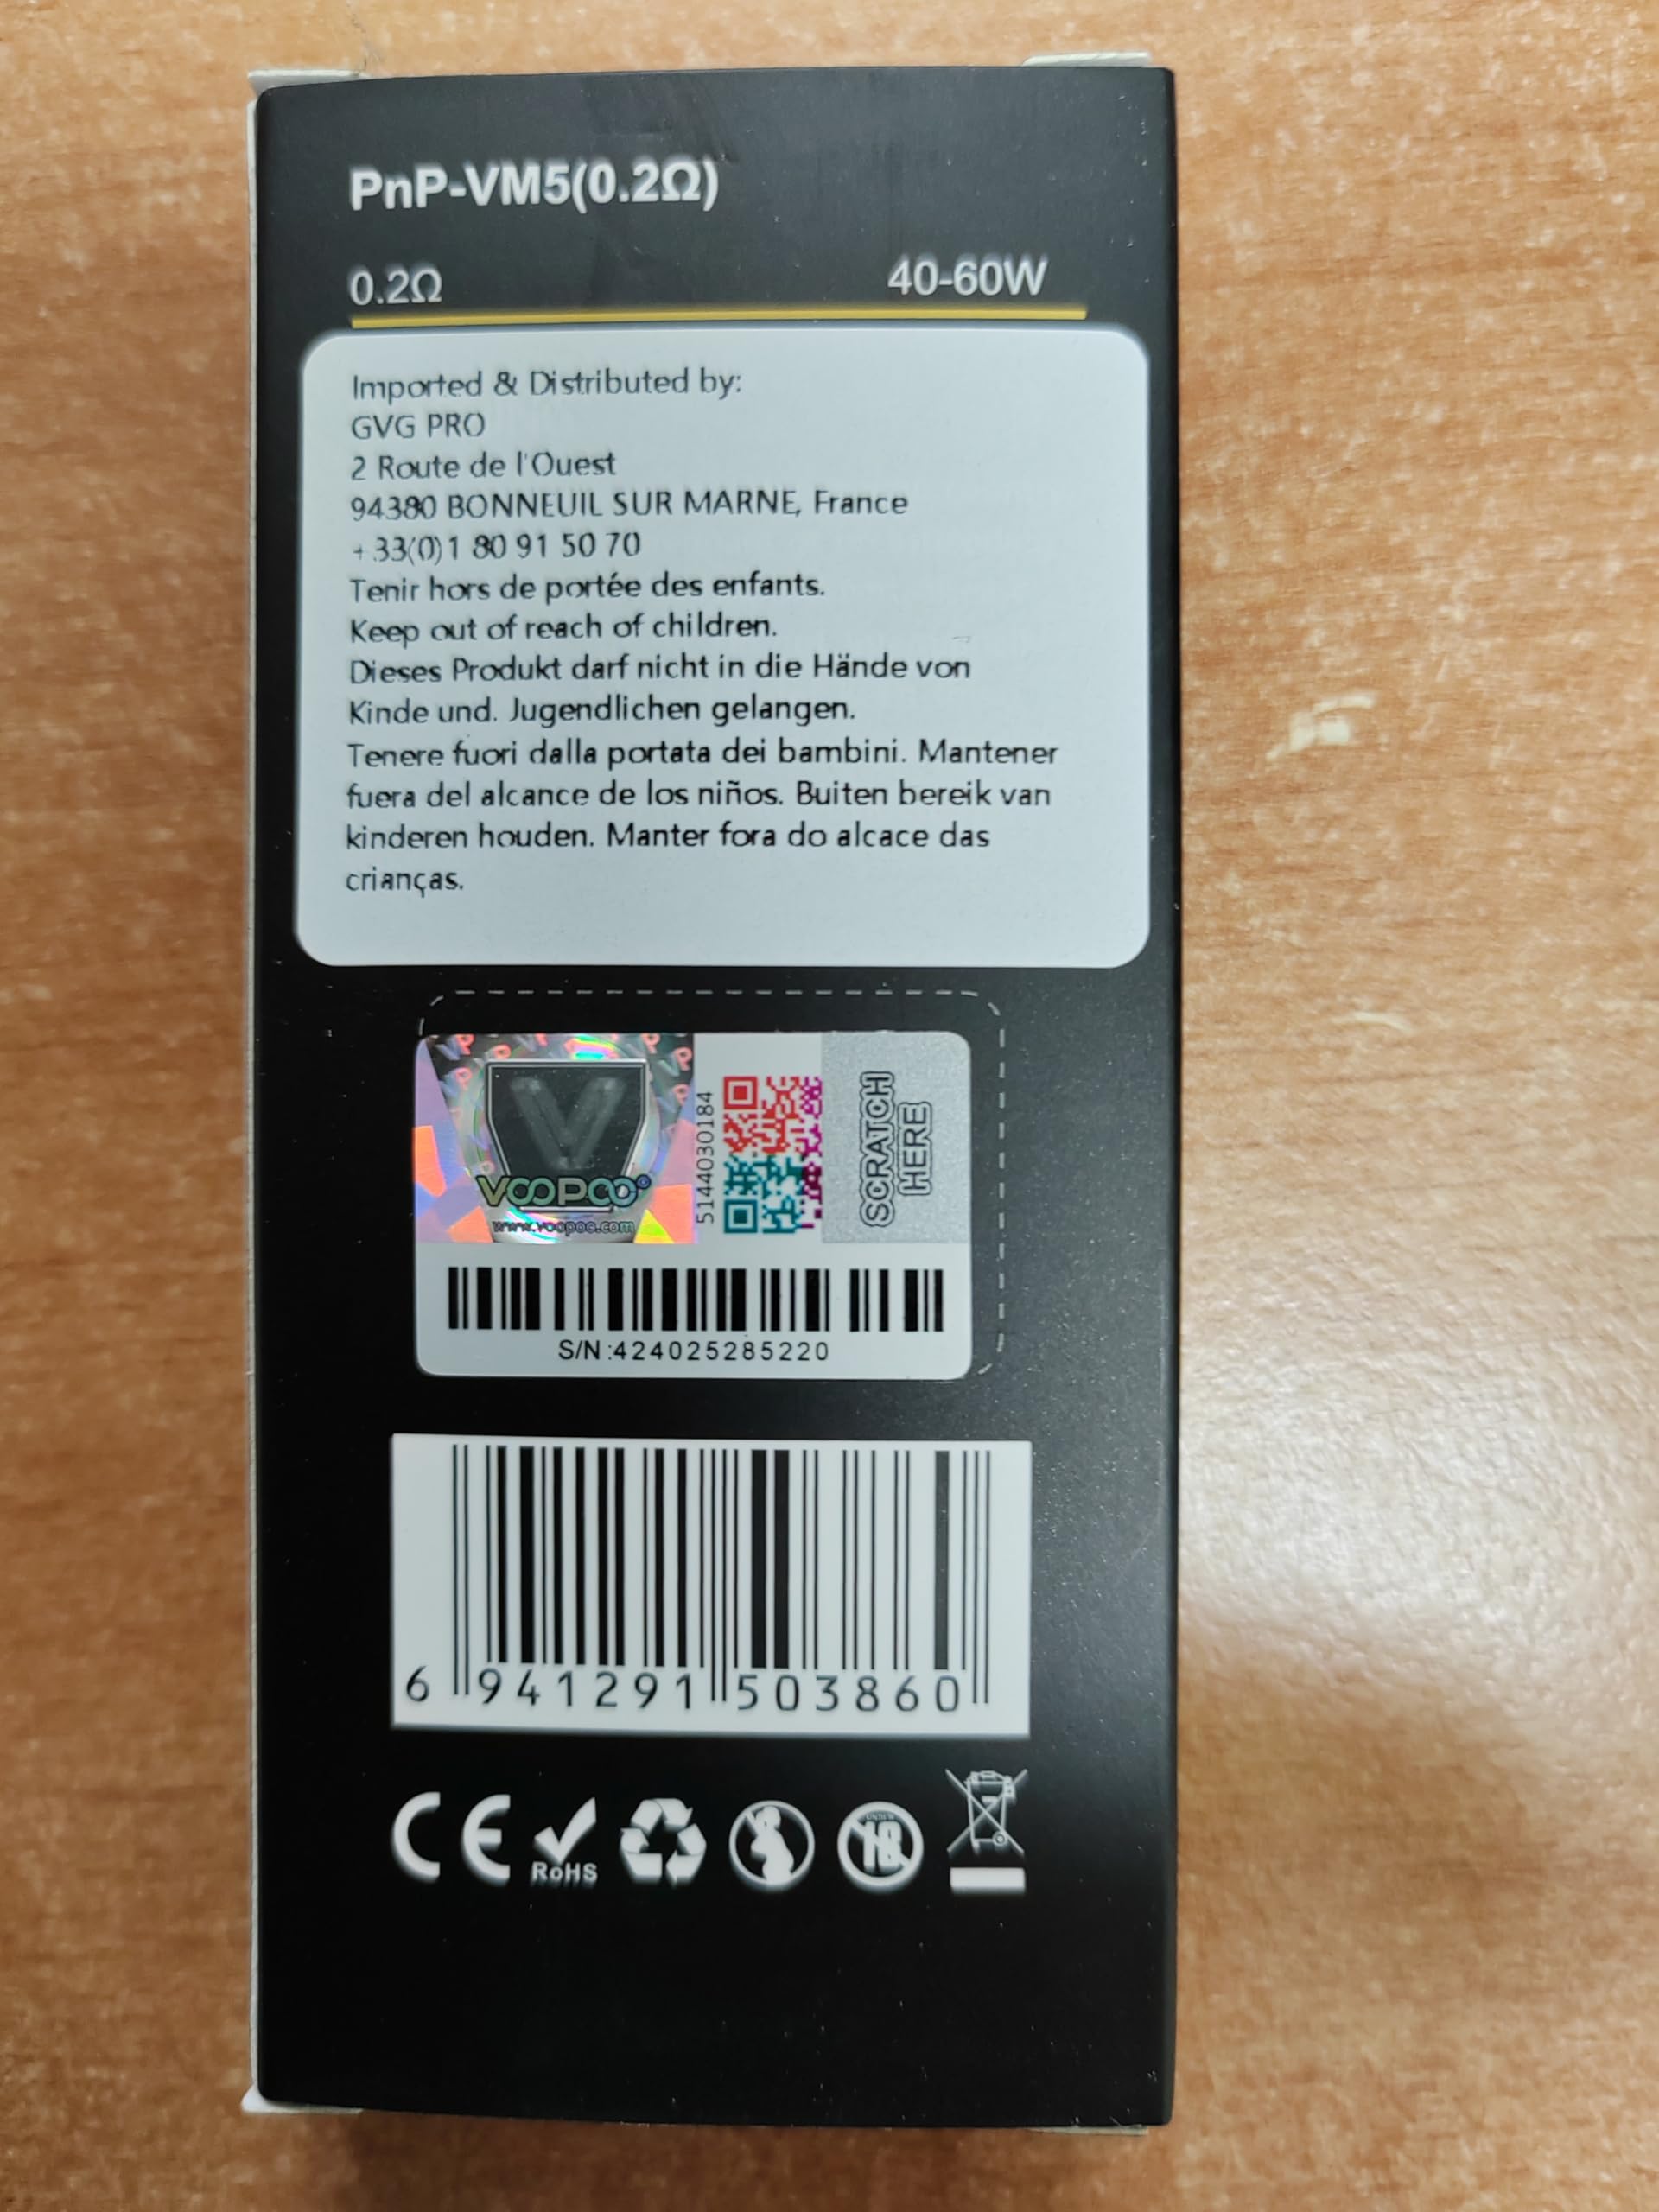 PnP-VM5(0.2Ω)
0.2Ω 40-60W
Imported & Distributed by:
GVG PRO
2 Route de l'Ouest
94380 BONNEUIL SUR MARNE, France
+33(0)1 80 91 50 70
Tenir hors de portée des enfants.
Keep out of reach of children.
Dieses Produkt darf nicht in die Hände von
Kinde und. Jugendlichen gelangen.
Tenere fuori dalla portata dei bambini. Mantener
fuera del alcance de los niños. Buiten bereik van
kinderen houden. Manter fora do alcace das
crianças.
VOOPOO
www.voopoo.com
5144030184
SCRATCH
HERE
S/N:424025285220
6 941291 503860
CE
RoHS
UNDER
18